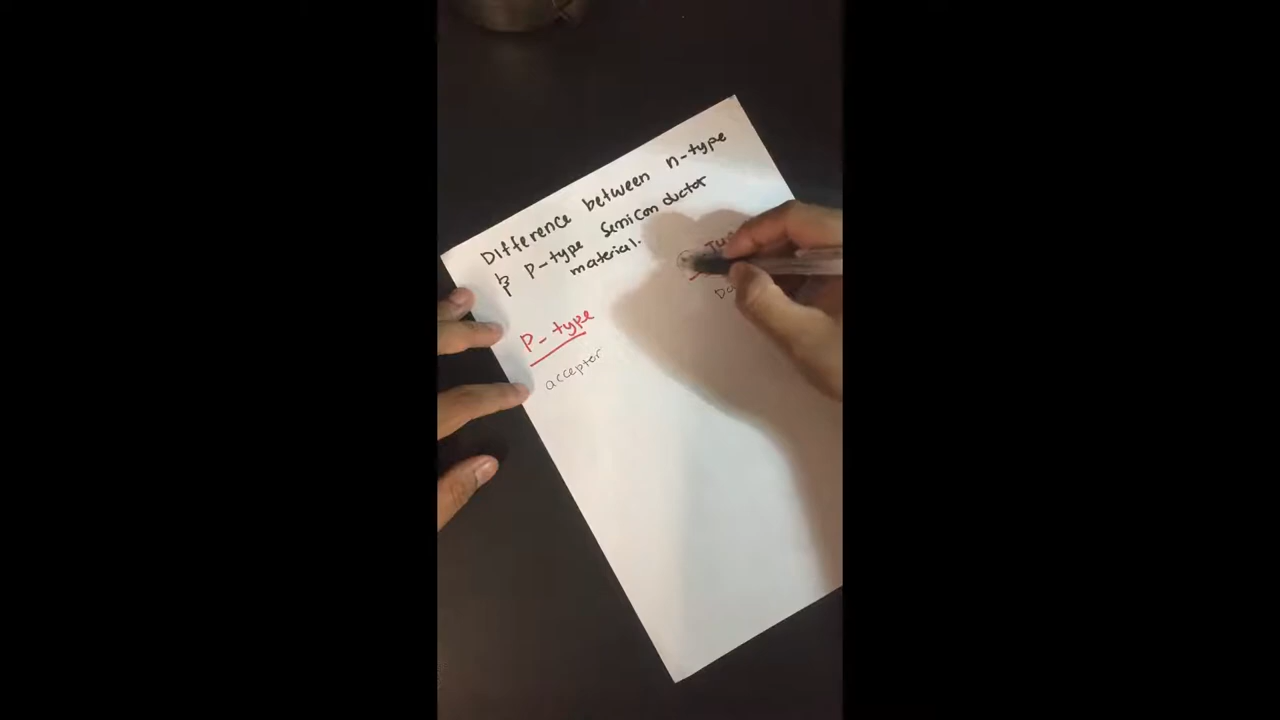 Difference between n-type
& p-type Semiconductor
material.
P-type
acceptor